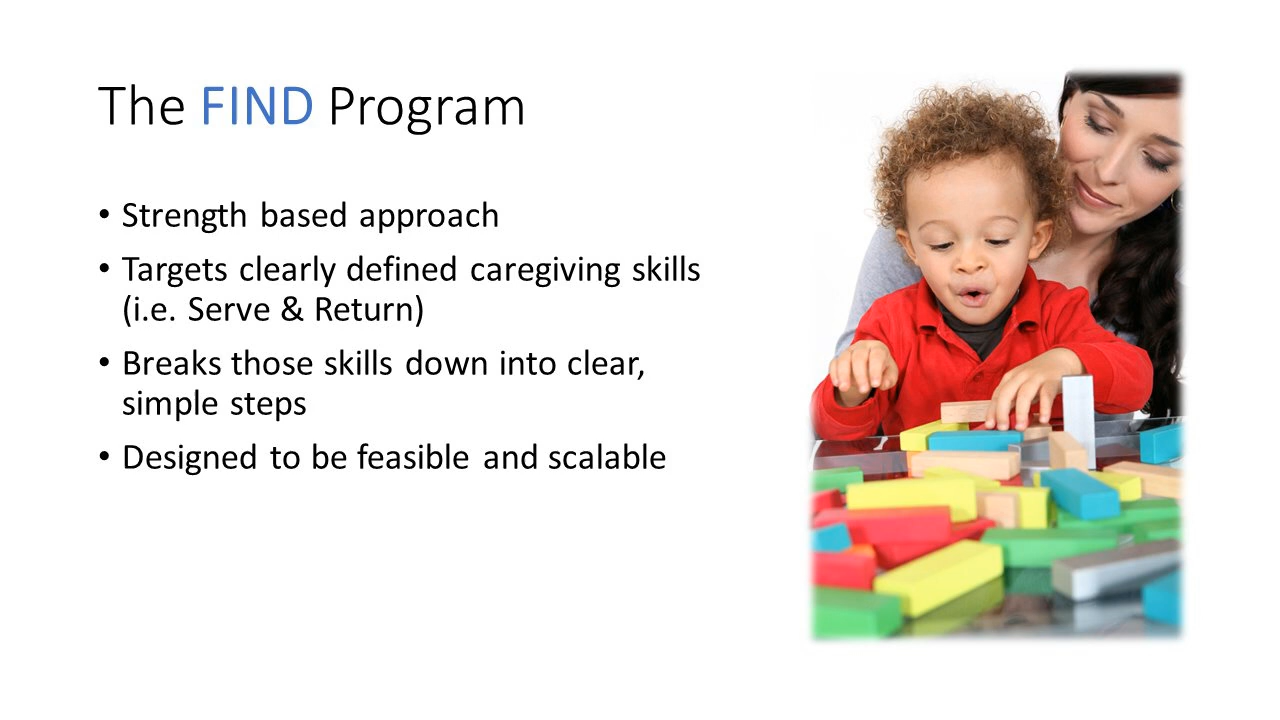 The FIND Program
• Strength based approach
• Targets clearly defined caregiving skills
(i.e. Serve & Return)
• Breaks those skills down into clear,
simple steps
• Designed to be feasible and scalable